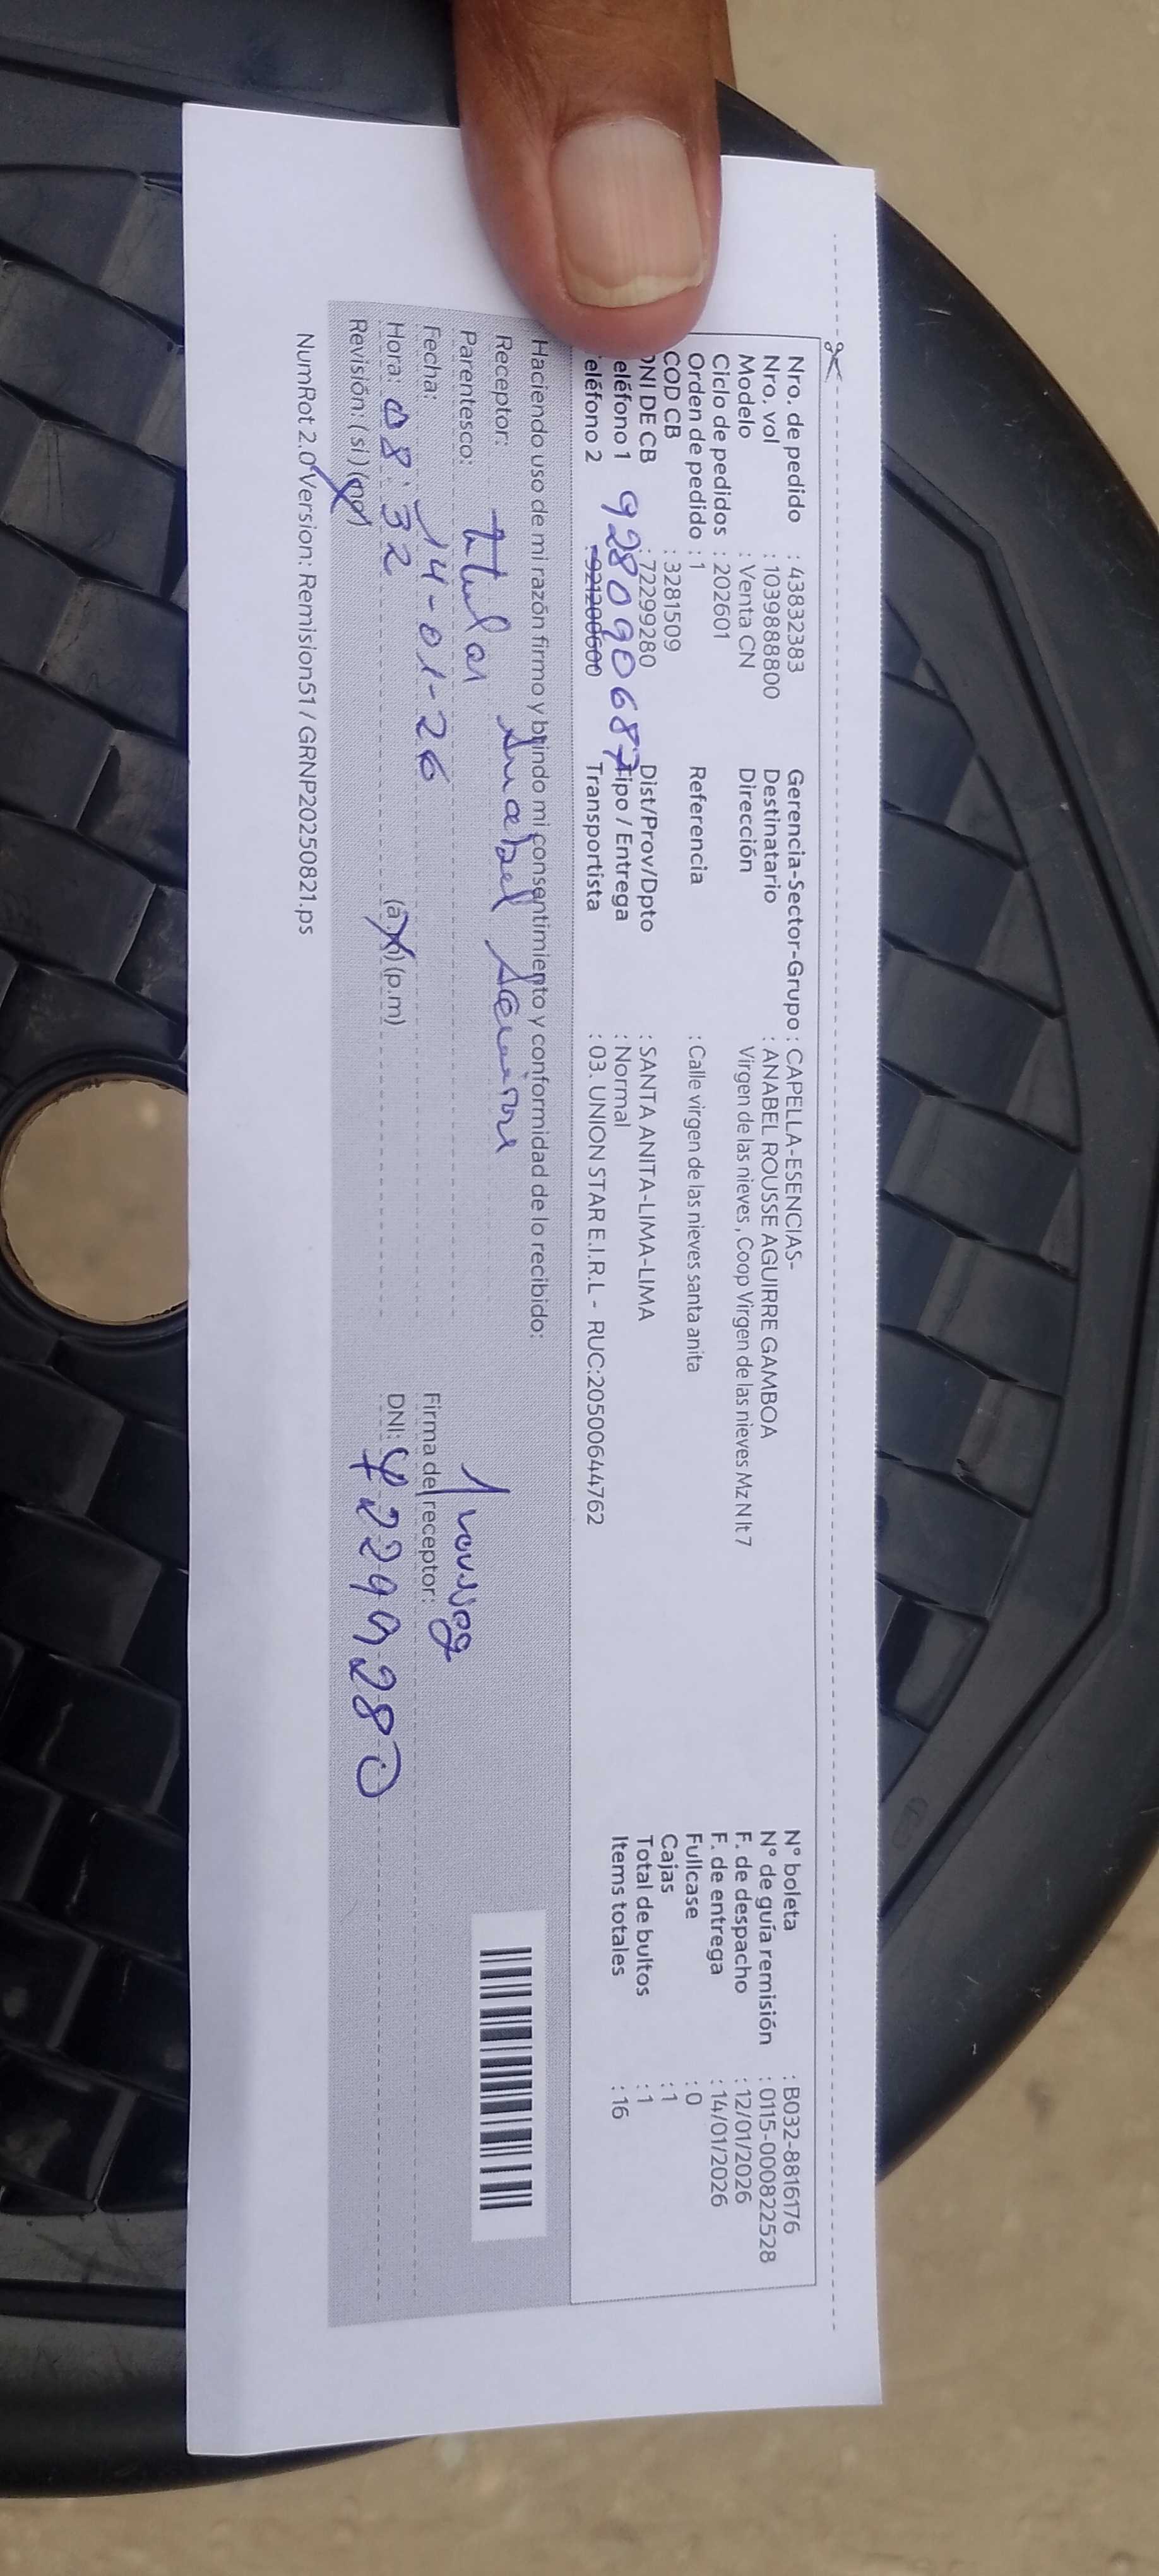 Nro. de pedido : 43832383
Nro. vol : 1039888800
Modelo : Venta CN
Ciclo de pedidos : 202601
Orden de pedido : 1
COD CB : 3281509
DNI DE CB : 72299280
eléfono 1 928090687
eléfono 2 : 921200600
Gerencia-Sector-Grupo : CAPELLA-ESENCIAS-
Destinatario : ANABEL ROUSSE AGUIRRE GAMBOA
Dirección Virgen de las nieves , Coop Virgen de las nieves Mz N lt 7
Referencia : Calle virgen de las nieves santa anita
Dist/Prov/Dpto : SANTA ANITA-LIMA-LIMA
Tipo / Entrega : Normal
Transportista : 03. UNION STAR E.I.R.L - RUC:20500644762
N° boleta : B032-8816176
N° de guía remisión : 0115-000822528
F. de despacho : 12/01/2026
F. de entrega : 14/01/2026
Fullcase : 0
Cajas : 1
Total de bultos : 1
Items totales : 16
Haciendo uso de mi razón firmo y brindo mi consentimiento y conformidad de lo recibido:
Receptor: Anabel
Parentesco: titular
Fecha: 14-01-26
Hora: 08:32 (a.m) (p.m)
Revisión: (si) (no)
Firma del receptor:
DNI: 72299280
NumRot 2.0 Version: Remision51 / GRNP20250821.ps